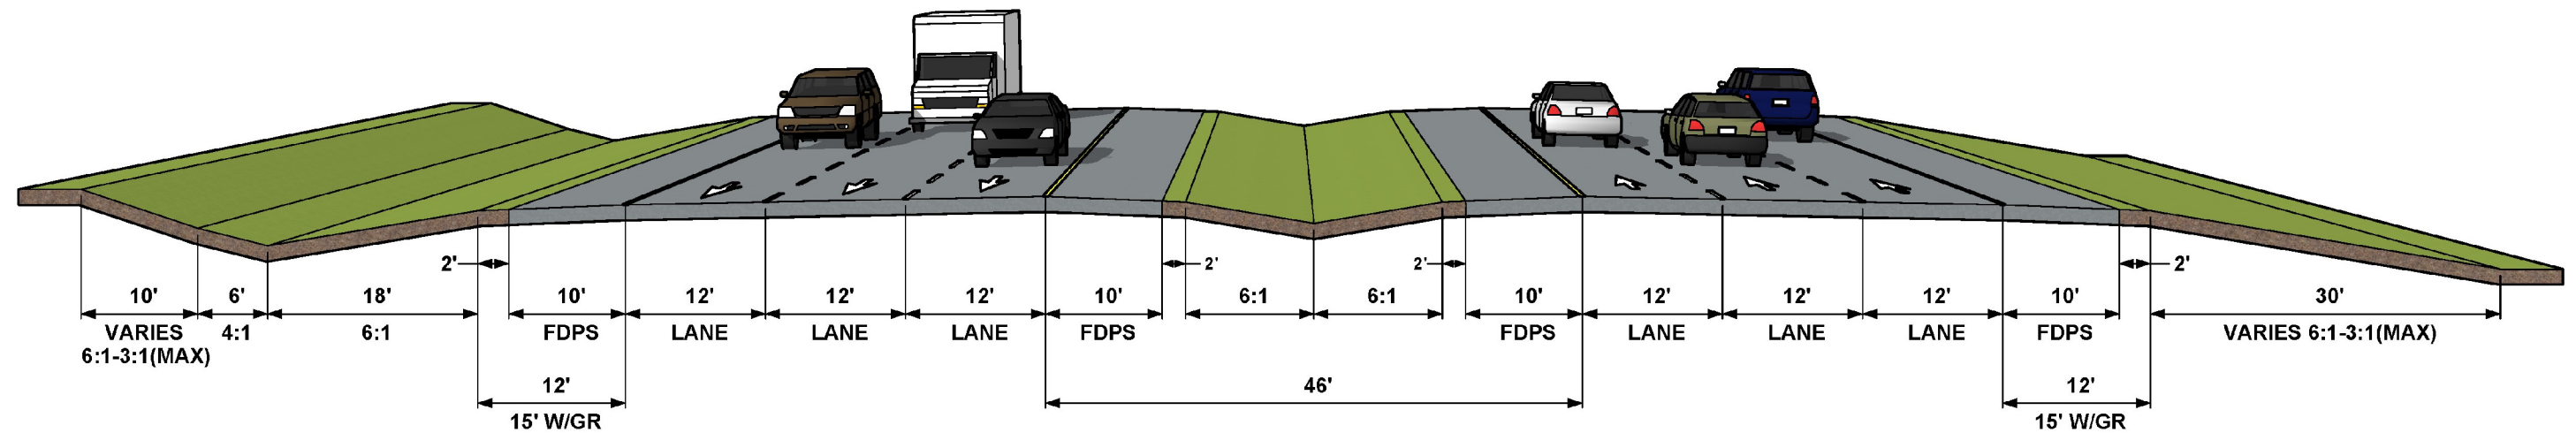 2' 2' 2' 2'
10' 6' 18' 10' 12' 12' 12' 10' 6:1 6:1 10' 12' 12' 12' 10' 30'
VARIES 4:1 6:1 FDPS LANE LANE LANE FDPS FDPS LANE LANE LANE FDPS VARIES 6:1-3:1(MAX)
6:1-3:1(MAX)
12' 46' 12'
15' W/GR 15' W/GR